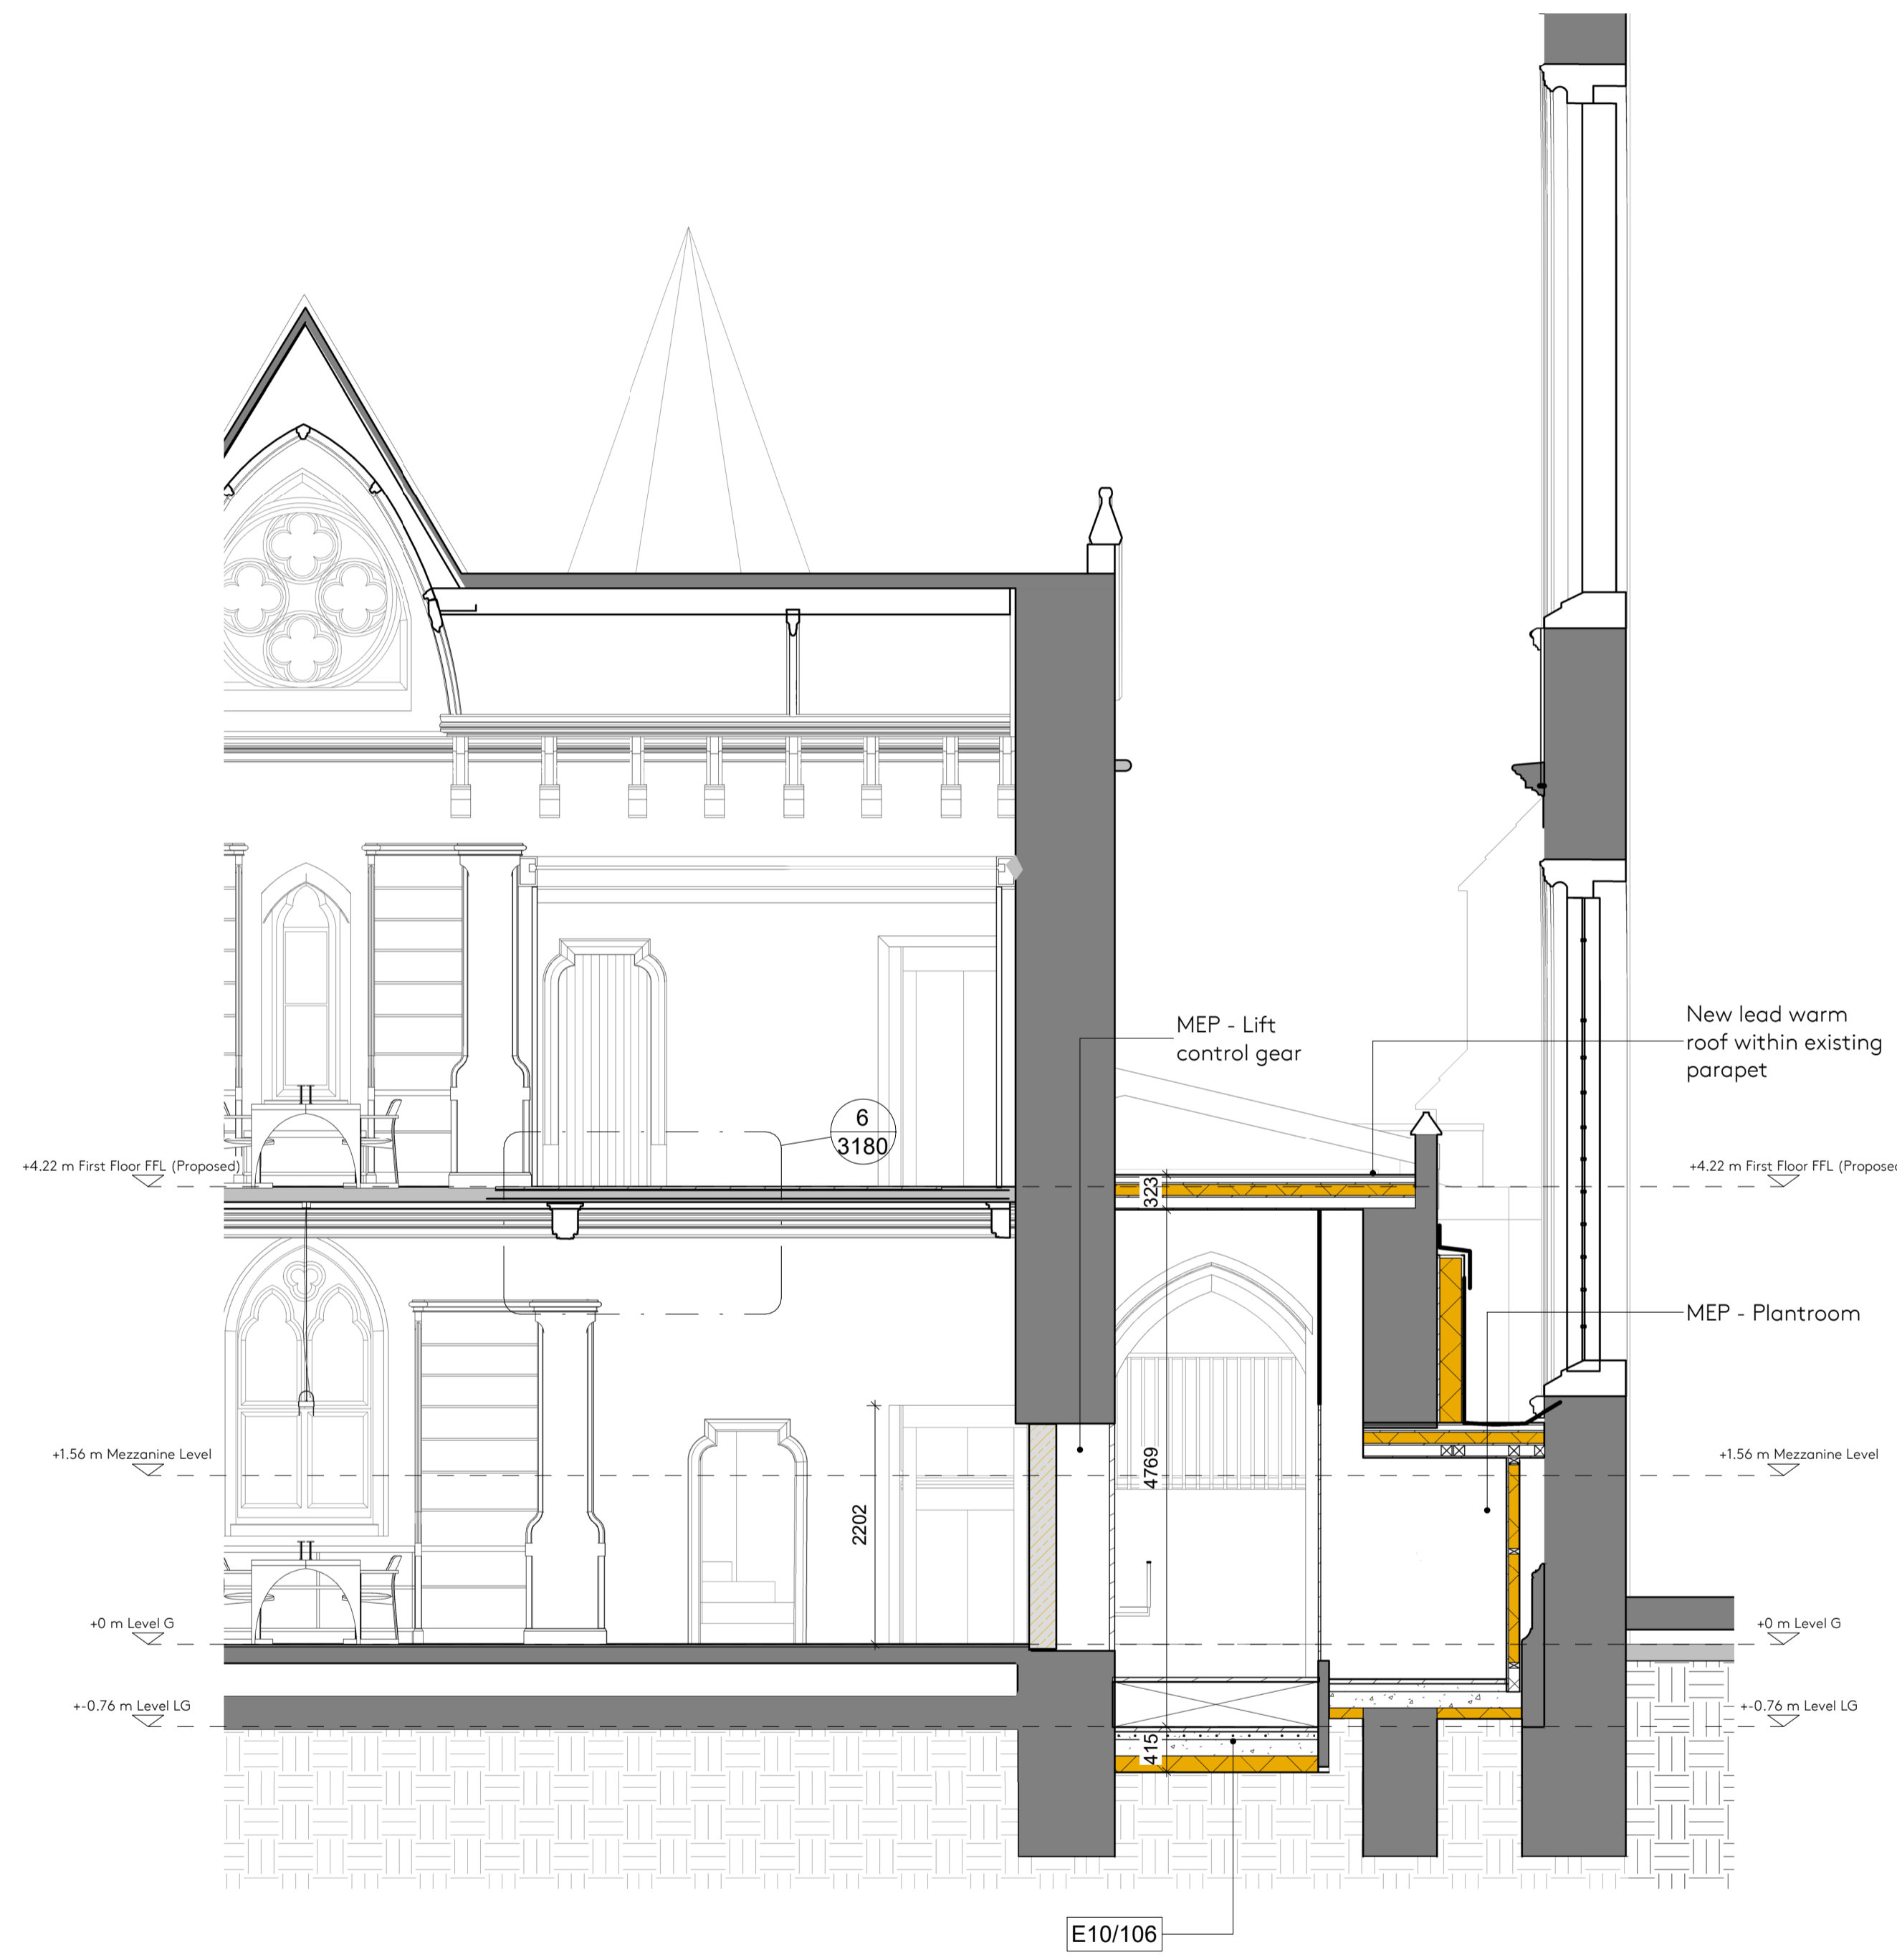 MEP - Lift
control gear
New lead warm
roof within existing
parapet
6
3180
+4.22 m First Floor FFL (Proposed)
+4.22 m First Floor FFL (Propose
323
MEP - Plantroom
+1.56 m Mezzanine Level
+1.56 m Mezzanine Level
4769
2202
+0 m Level G
+0 m Level G
+-0.76 m Level LG
+-0.76 m Level LG
415
E10/106